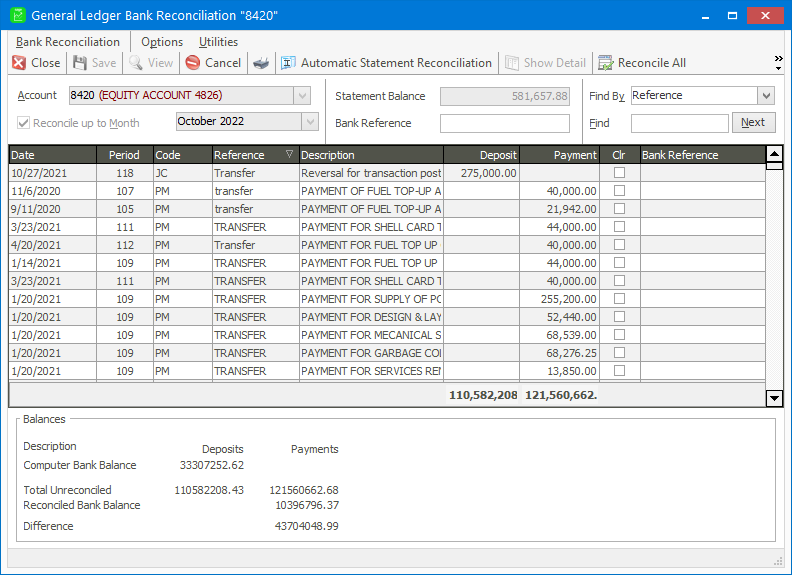 General Ledger Bank Reconciliation "8420"
Bank Reconciliation Options Utilities
Close Save View Cancel Automatic Statement Reconciliation Show Detail Reconcile All
Account 8420 (EQUITY ACCOUNT 4826) Statement Balance 581,657.88 Find By Reference
Reconcile up to Month October 2022 Bank Reference Find Next
Date Period Code Reference Description Deposit Payment Clr Bank Reference
10/27/2021 118 JC Transfer Reversal for transaction post 275,000.00
11/6/2020 107 PM transfer PAYMENT OF FUEL TOP-UP A 40,000.00
9/11/2020 105 PM transfer PAYMENT OF FUEL TOP-UP A 21,942.00
3/23/2021 111 PM TRANSFER PAYMENT FOR SHELL CARD T 44,000.00
4/20/2021 112 PM Transfer PAYMENT FOR FUEL TOP UP 40,000.00
1/14/2021 109 PM TRANSFER PAYMENT FOR FUEL TOP UP 44,000.00
3/23/2021 111 PM TRANSFER PAYMENT FOR SHELL CARD T 40,000.00
1/20/2021 109 PM TRANSFER PAYMENT FOR SUPPLY OF PC 255,200.00
1/20/2021 109 PM TRANSFER PAYMENT FOR DESIGN & LAY 52,440.00
1/20/2021 109 PM TRANSFER PAYMENT FOR MECANICAL S 68,539.00
1/20/2021 109 PM TRANSFER PAYMENT FOR GARBAGE COI 68,276.25
1/20/2021 109 PM TRANSFER PAYMENT FOR SERVICES REN 13,850.00
110,582,208 121,560,662.
Balances
Description Deposits Payments
Computer Bank Balance 33307252.62
Total Unreconciled 110582208.43 121560662.68
Reconciled Bank Balance 10396796.37
Difference 43704048.99